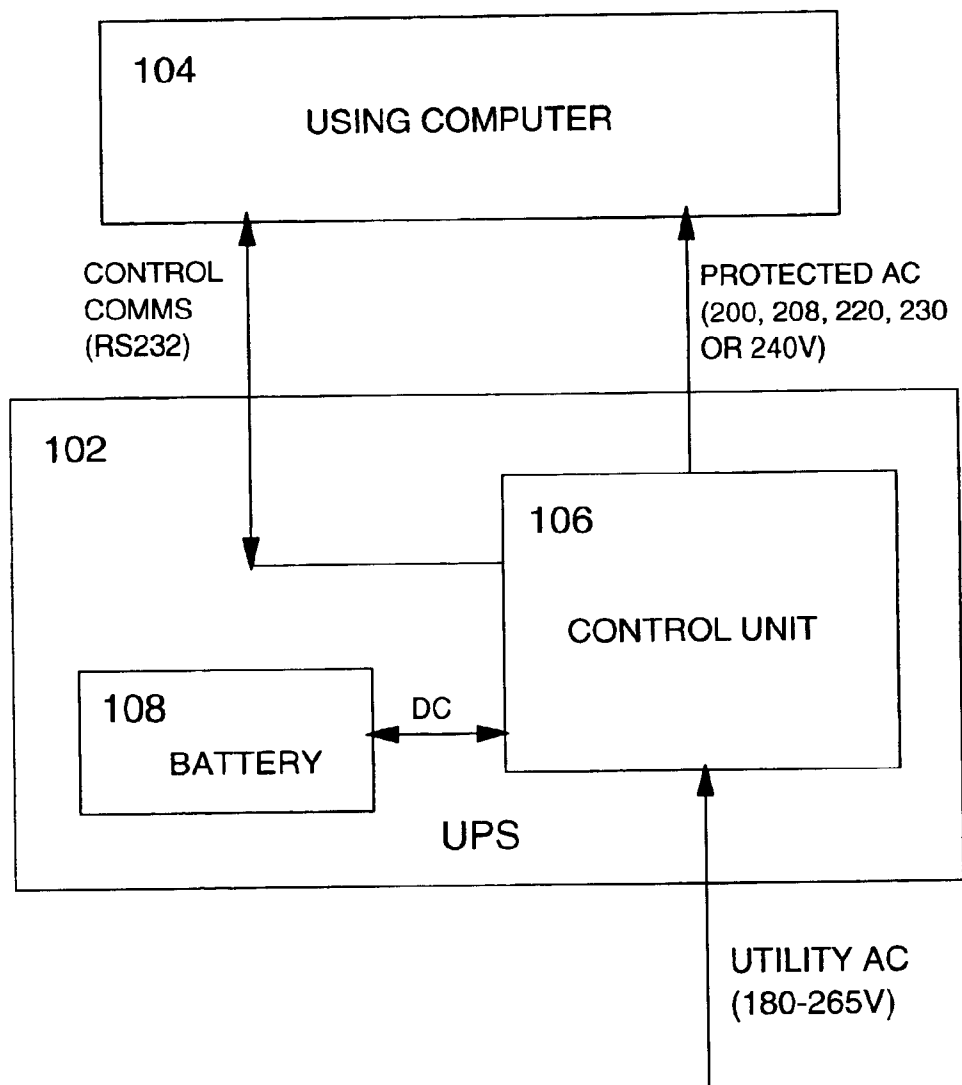 104
USING COMPUTER
CONTROL
COMMS
(RS232)
PROTECTED AC
(200, 208, 220, 230
OR 240V)
102
106
CONTROL UNIT
108
BATTERY
DC
UPS
UTILITY AC
(180-265V)